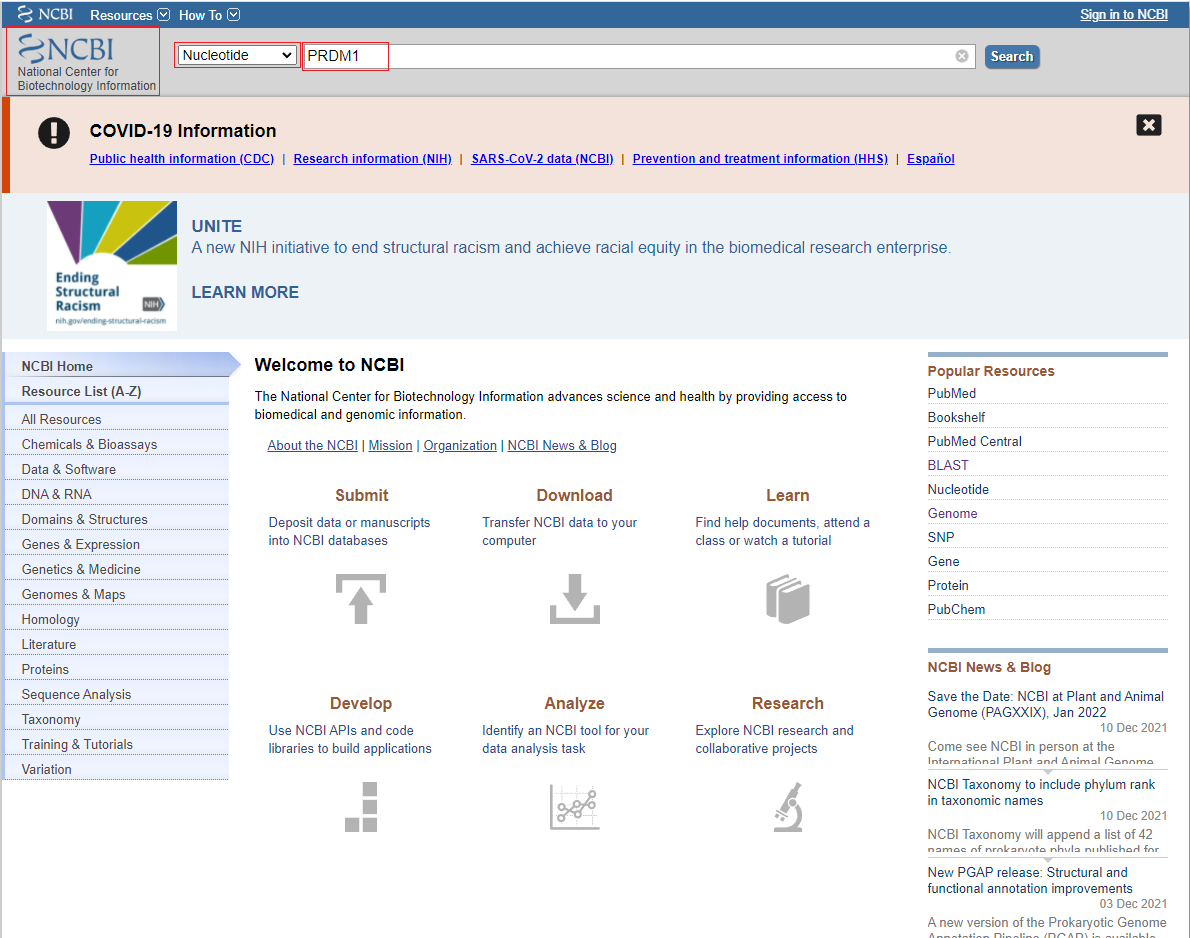 NCBI Resources How To Sign in to NCBI
NCBI
National Center for
Biotechnology Information
Nucleotide PRDM1 Search
COVID-19 Information
Public health information (CDC) | Research information (NIH) | SARS-CoV-2 data (NCBI) | Prevention and treatment information (HHS) | Español
Ending
Structural
Racism
NIH
nih.gov/ending-structural-racism
UNITE
A new NIH initiative to end structural racism and achieve racial equity in the biomedical research enterprise.
LEARN MORE
NCBI Home
Resource List (A-Z)
All Resources
Chemicals & Bioassays
Data & Software
DNA & RNA
Domains & Structures
Genes & Expression
Genetics & Medicine
Genomes & Maps
Homology
Literature
Proteins
Sequence Analysis
Taxonomy
Training & Tutorials
Variation
Welcome to NCBI
The National Center for Biotechnology Information advances science and health by providing access to
biomedical and genomic information.
About the NCBI | Mission | Organization | NCBI News & Blog
Submit
Deposit data or manuscripts
into NCBI databases
Download
Transfer NCBI data to your
computer
Learn
Find help documents, attend a
class or watch a tutorial
Develop
Use NCBI APIs and code
libraries to build applications
Analyze
Identify an NCBI tool for your
data analysis task
Research
Explore NCBI research and
collaborative projects
Popular Resources
PubMed
Bookshelf
PubMed Central
BLAST
Nucleotide
Genome
SNP
Gene
Protein
PubChem
NCBI News & Blog
Save the Date: NCBI at Plant and Animal
Genome (PAGXXIX), Jan 2022
10 Dec 2021
Come see NCBI in person at the
International Plant and Animal Genome
NCBI Taxonomy to include phylum rank
in taxonomic names
10 Dec 2021
NCBI Taxonomy will append a list of 42
names of prokaryote phyla published for
New PGAP release: Structural and
functional annotation improvements
03 Dec 2021
A new version of the Prokaryotic Genome
Annotation Pipeline (PGAP) is available